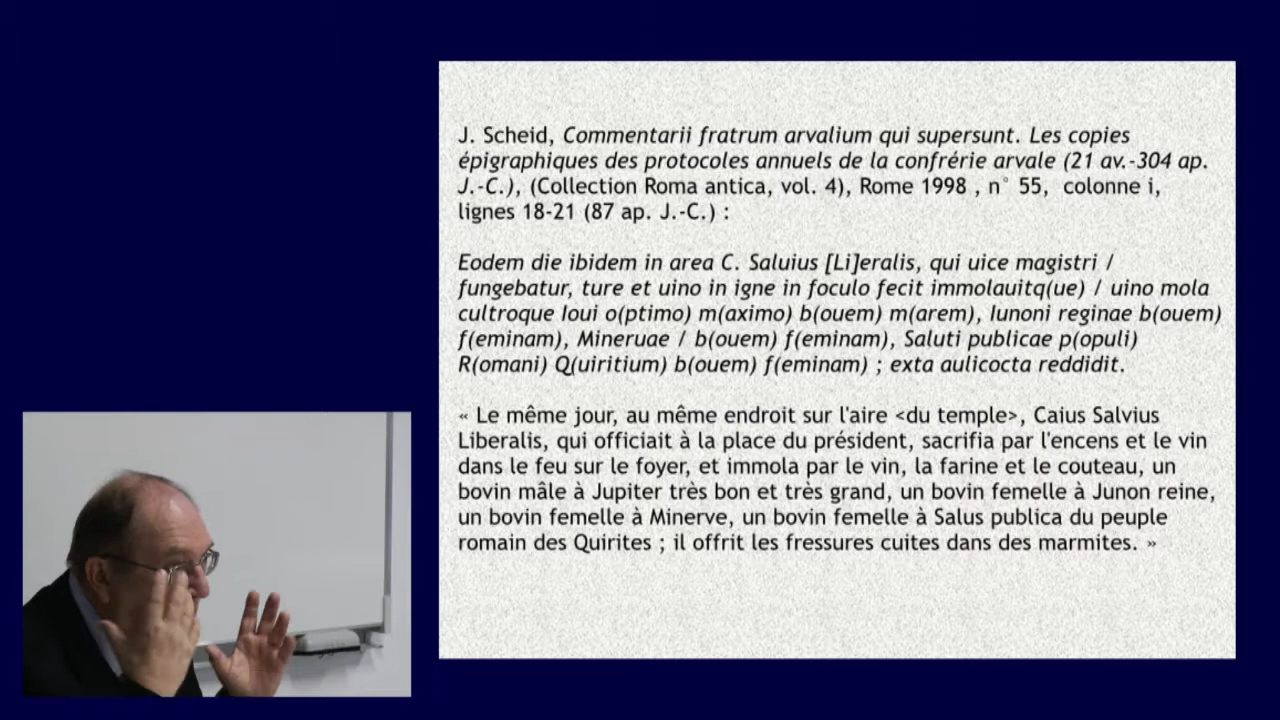 J. Scheid, Commentarii fratrum arvalium qui supersunt. Les copies
épigraphiques des protocoles annuels de la confrérie arvale (21 av.-304 ap.
J.-C.), (Collection Roma antica, vol. 4), Rome 1998 , n° 55, colonne i,
lignes 18-21 (87 ap. J.-C.) :
Eodem die ibidem in area C. Saluius [Li]eralis, qui uice magistri /
fungebatur, ture et uino in igne in foculo fecit immolauitq(ue) / uino mola
cultroque Ioui o(ptimo) m(aximo) b(ouem) m(arem), Iunoni reginae b(ouem)
f(eminam), Mineruae / b(ouem) f(eminam), Saluti publicae p(opuli)
R(omani) Q(uiritium) b(ouem) f(eminam) ; exta aulicocta reddidit.
« Le même jour, au même endroit sur l'aire <du temple>, Caius Salvius
Liberalis, qui officiait à la place du président, sacrifia par l'encens et le vin
dans le feu sur le foyer, et immola par le vin, la farine et le couteau, un
bovin mâle à Jupiter très bon et très grand, un bovin femelle à Junon reine,
un bovin femelle à Minerve, un bovin femelle à Salus publica du peuple
romain des Quirites ; il offrit les fressures cuites dans des marmites. »